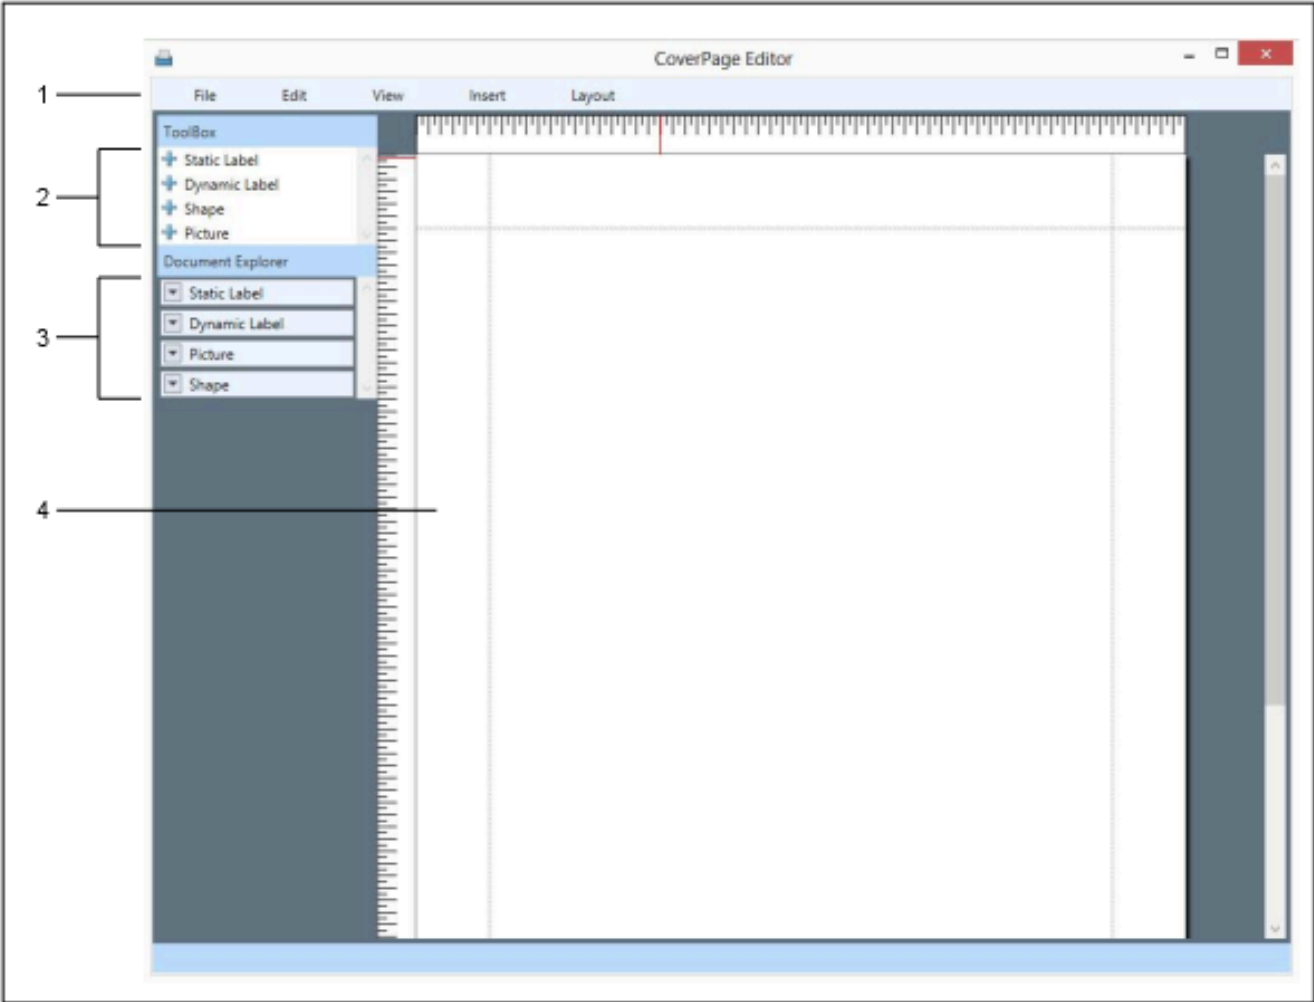 CoverPage Editor
1
File Edit View Insert Layout
ToolBox
2
Static Label
Dynamic Label
Shape
Picture
Document Explorer
3
Static Label
Dynamic Label
Picture
Shape
4